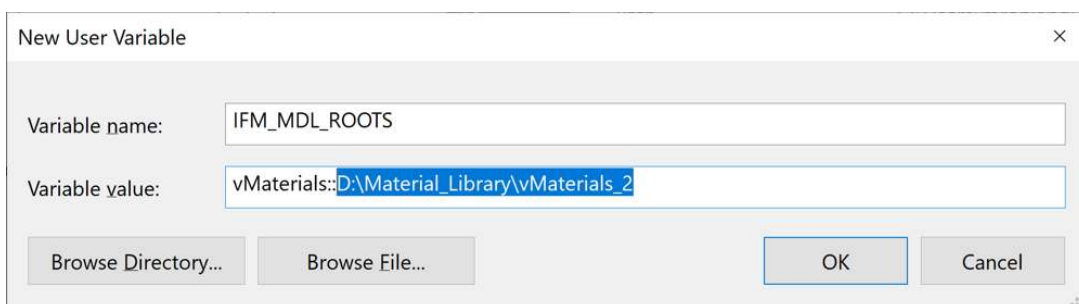 New User Variable
Variable name: IFM_MDL_ROOTS
Variable value: vMaterials::D:\Material_Library\vMaterials_2
Browse Directory... Browse File... OK Cancel